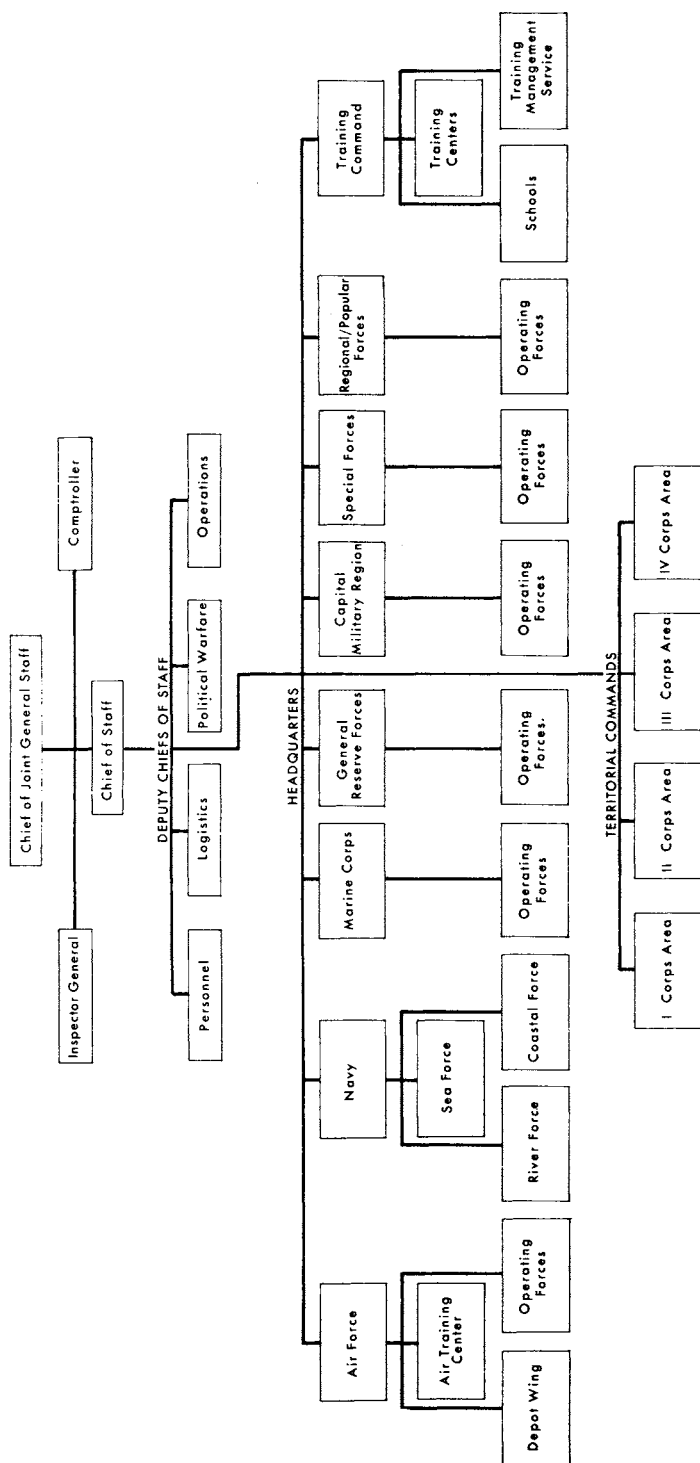 Chief of Joint General Staff
Inspector General
Comptroller
Chief of Staff
DEPUTY CHIEFS OF STAFF
Personnel
Logistics
Political Warfare
Operations
HEADQUARTERS
Air Force
Navy
Marine Corps
General
Reserve Forces
Capital
Military Region
Special Forces
Regional/Popular
Forces
Training
Command
Air Training
Center
Sea Force
Training
Centers
Depot Wing
Operating
Forces
River Force
Coastal Force
Operating
Forces
Operating
Forces.
Operating
Forces
Operating
Forces
Operating
Forces
Schools
Training
Management
Service
TERRITORIAL COMMANDS
I Corps Area
II Corps Area
III Corps Area
IV Corps Area